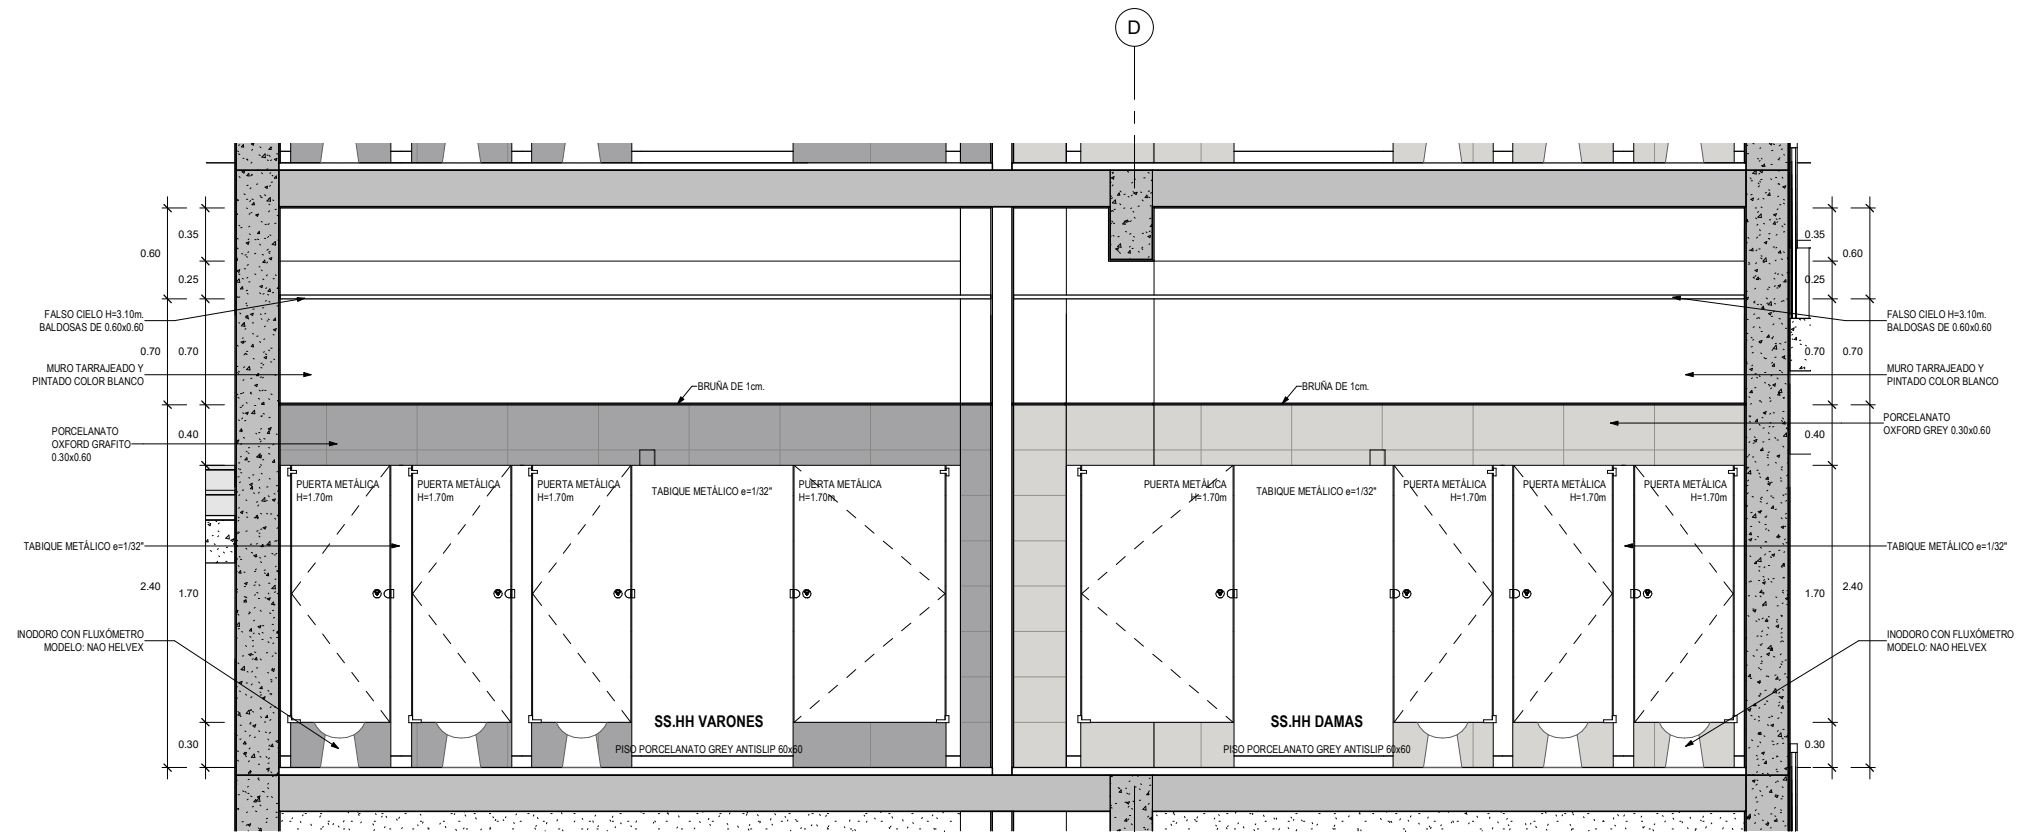 D
0.35
0.60
0.25
FALSO CIELO H=3.10m.
BALDOSAS DE 0.60x0.60
0.70
0.70
MURO TARRAJEADO Y
PINTADO COLOR BLANCO
PORCELANATO
OXFORD GRAFITO
0.30x0.60
0.40
TABIQUE METÁLICO e=1/32"
2.40
1.70
INODORO CON FLUXÓMETRO
MODELO: NAO HELVEX
0.30
BRUÑA DE 1cm.
PUERTA METÁLICA
H=1.70m
PUERTA METÁLICA
H=1.70m
PUERTA METÁLICA
H=1.70m
TABIQUE METÁLICO e=1/32"
PUERTA METÁLICA
H=1.70m
SS.HH VARONES
PISO PORCELANATO GREY ANTISLIP 60x60
BRUÑA DE 1cm.
PUERTA METÁLICA
H=1.70m
TABIQUE METÁLICO e=1/32"
PUERTA METÁLICA
H=1.70m
PUERTA METÁLICA
H=1.70m
PUERTA METÁLICA
H=1.70m
SS.HH DAMAS
PISO PORCELANATO GREY ANTISLIP 60x60
0.35
0.60
0.25
FALSO CIELO H=3.10m.
BALDOSAS DE 0.60x0.60
0.70
0.70
MURO TARRAJEADO Y
PINTADO COLOR BLANCO
PORCELANATO
OXFORD GREY 0.30x0.60
0.40
TABIQUE METÁLICO e=1/32"
1.70
2.40
INODORO CON FLUXÓMETRO
MODELO: NAO HELVEX
0.30